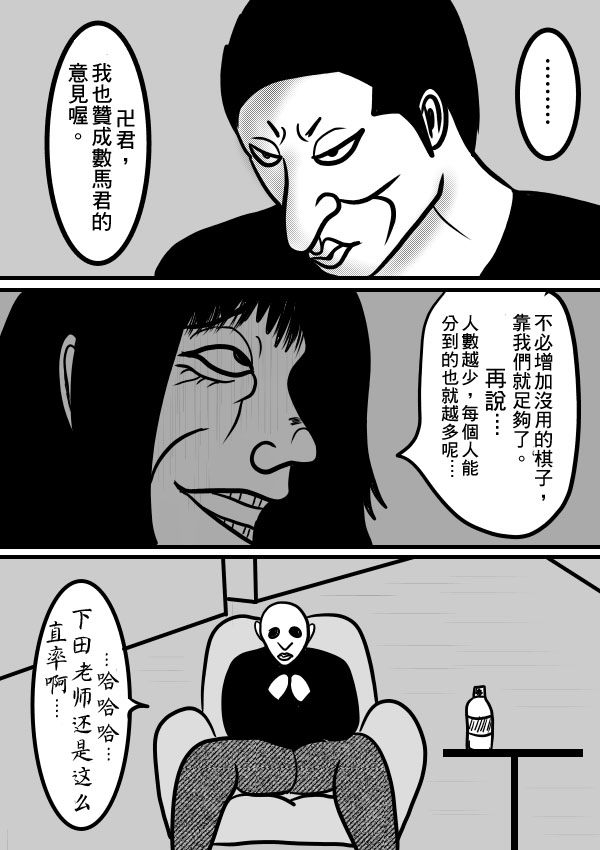 ………
卍君，
我也贊成數馬君的
意見喔。
不必增加沒用的棋子，
靠我們就足夠了。
再說….
人數越少，每個人能
分到的也就越多呢….
…哈哈哈…
下田老师还是这么
直率啊….